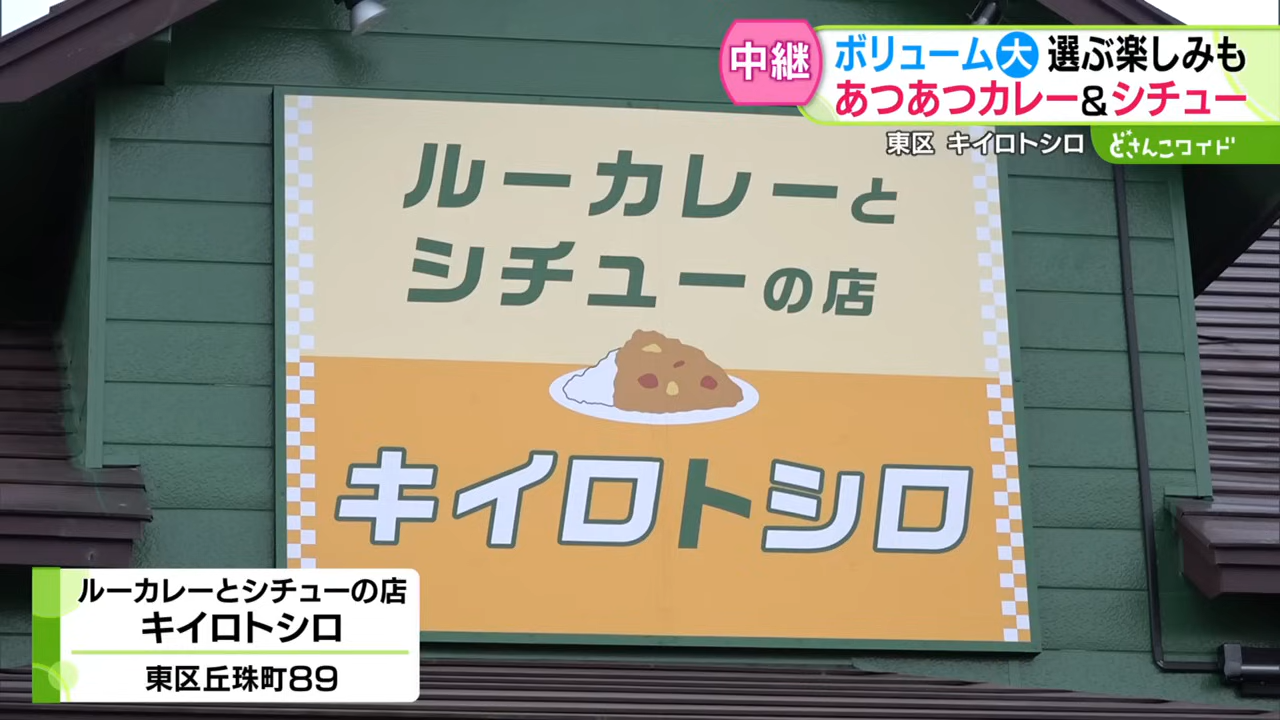 中継
ボリューム大 選ぶ楽しみも
あつあつカレー&シチュー
東区 キイロトシロ
どさんこワイド
ルーカレーと
シチューの店
キイロトシロ
ルーカレーとシチューの店
キイロトシロ
東区丘珠町89